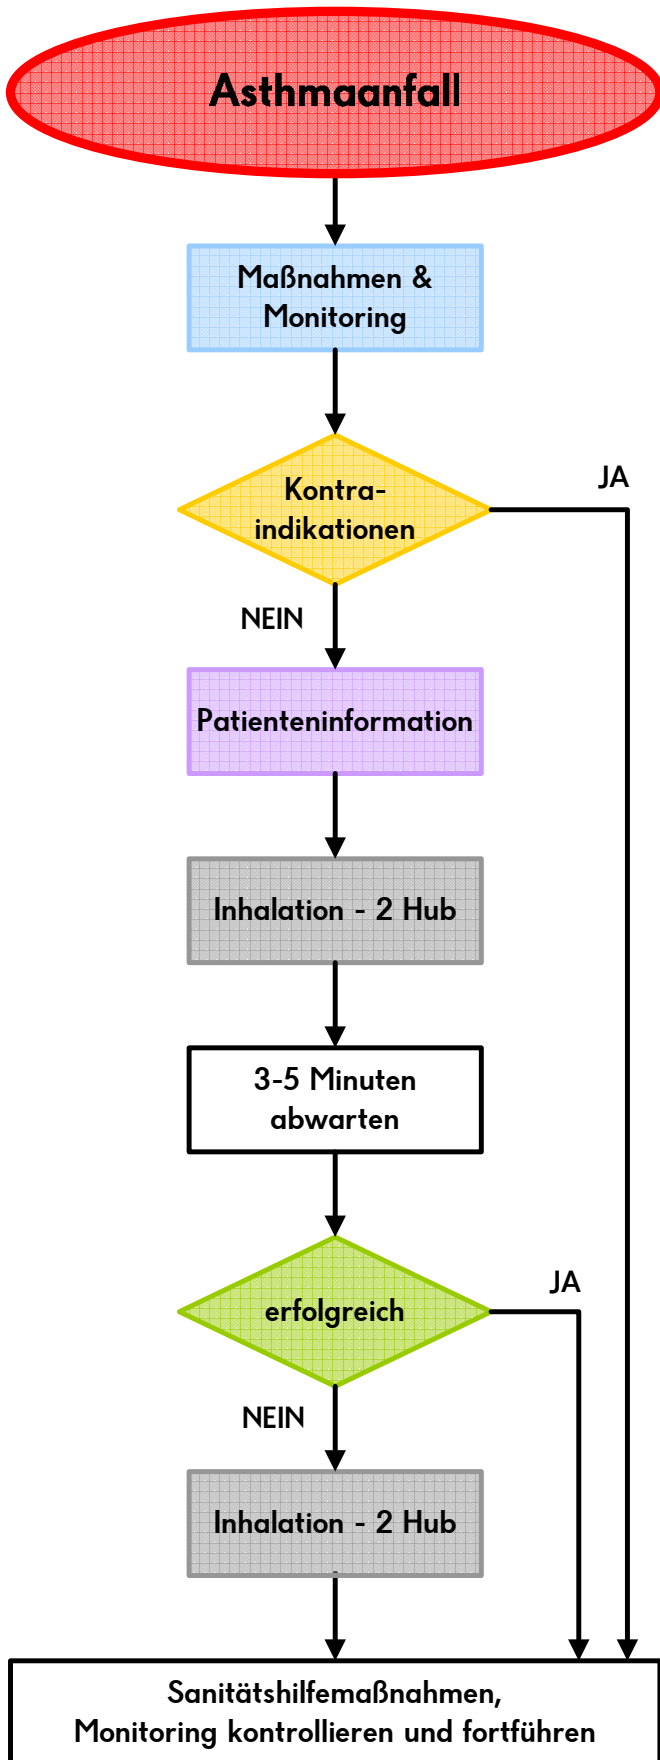 Asthmaanfall
Maßnahmen &
Monitoring
Kontra-
indikationen
JA
NEIN
Patienteninformation
Inhalation - 2 Hub
3-5 Minuten
abwarten
erfolgreich
JA
NEIN
Inhalation - 2 Hub
Sanitätshilfemaßnahmen,
Monitoring kontrollieren und fortführen